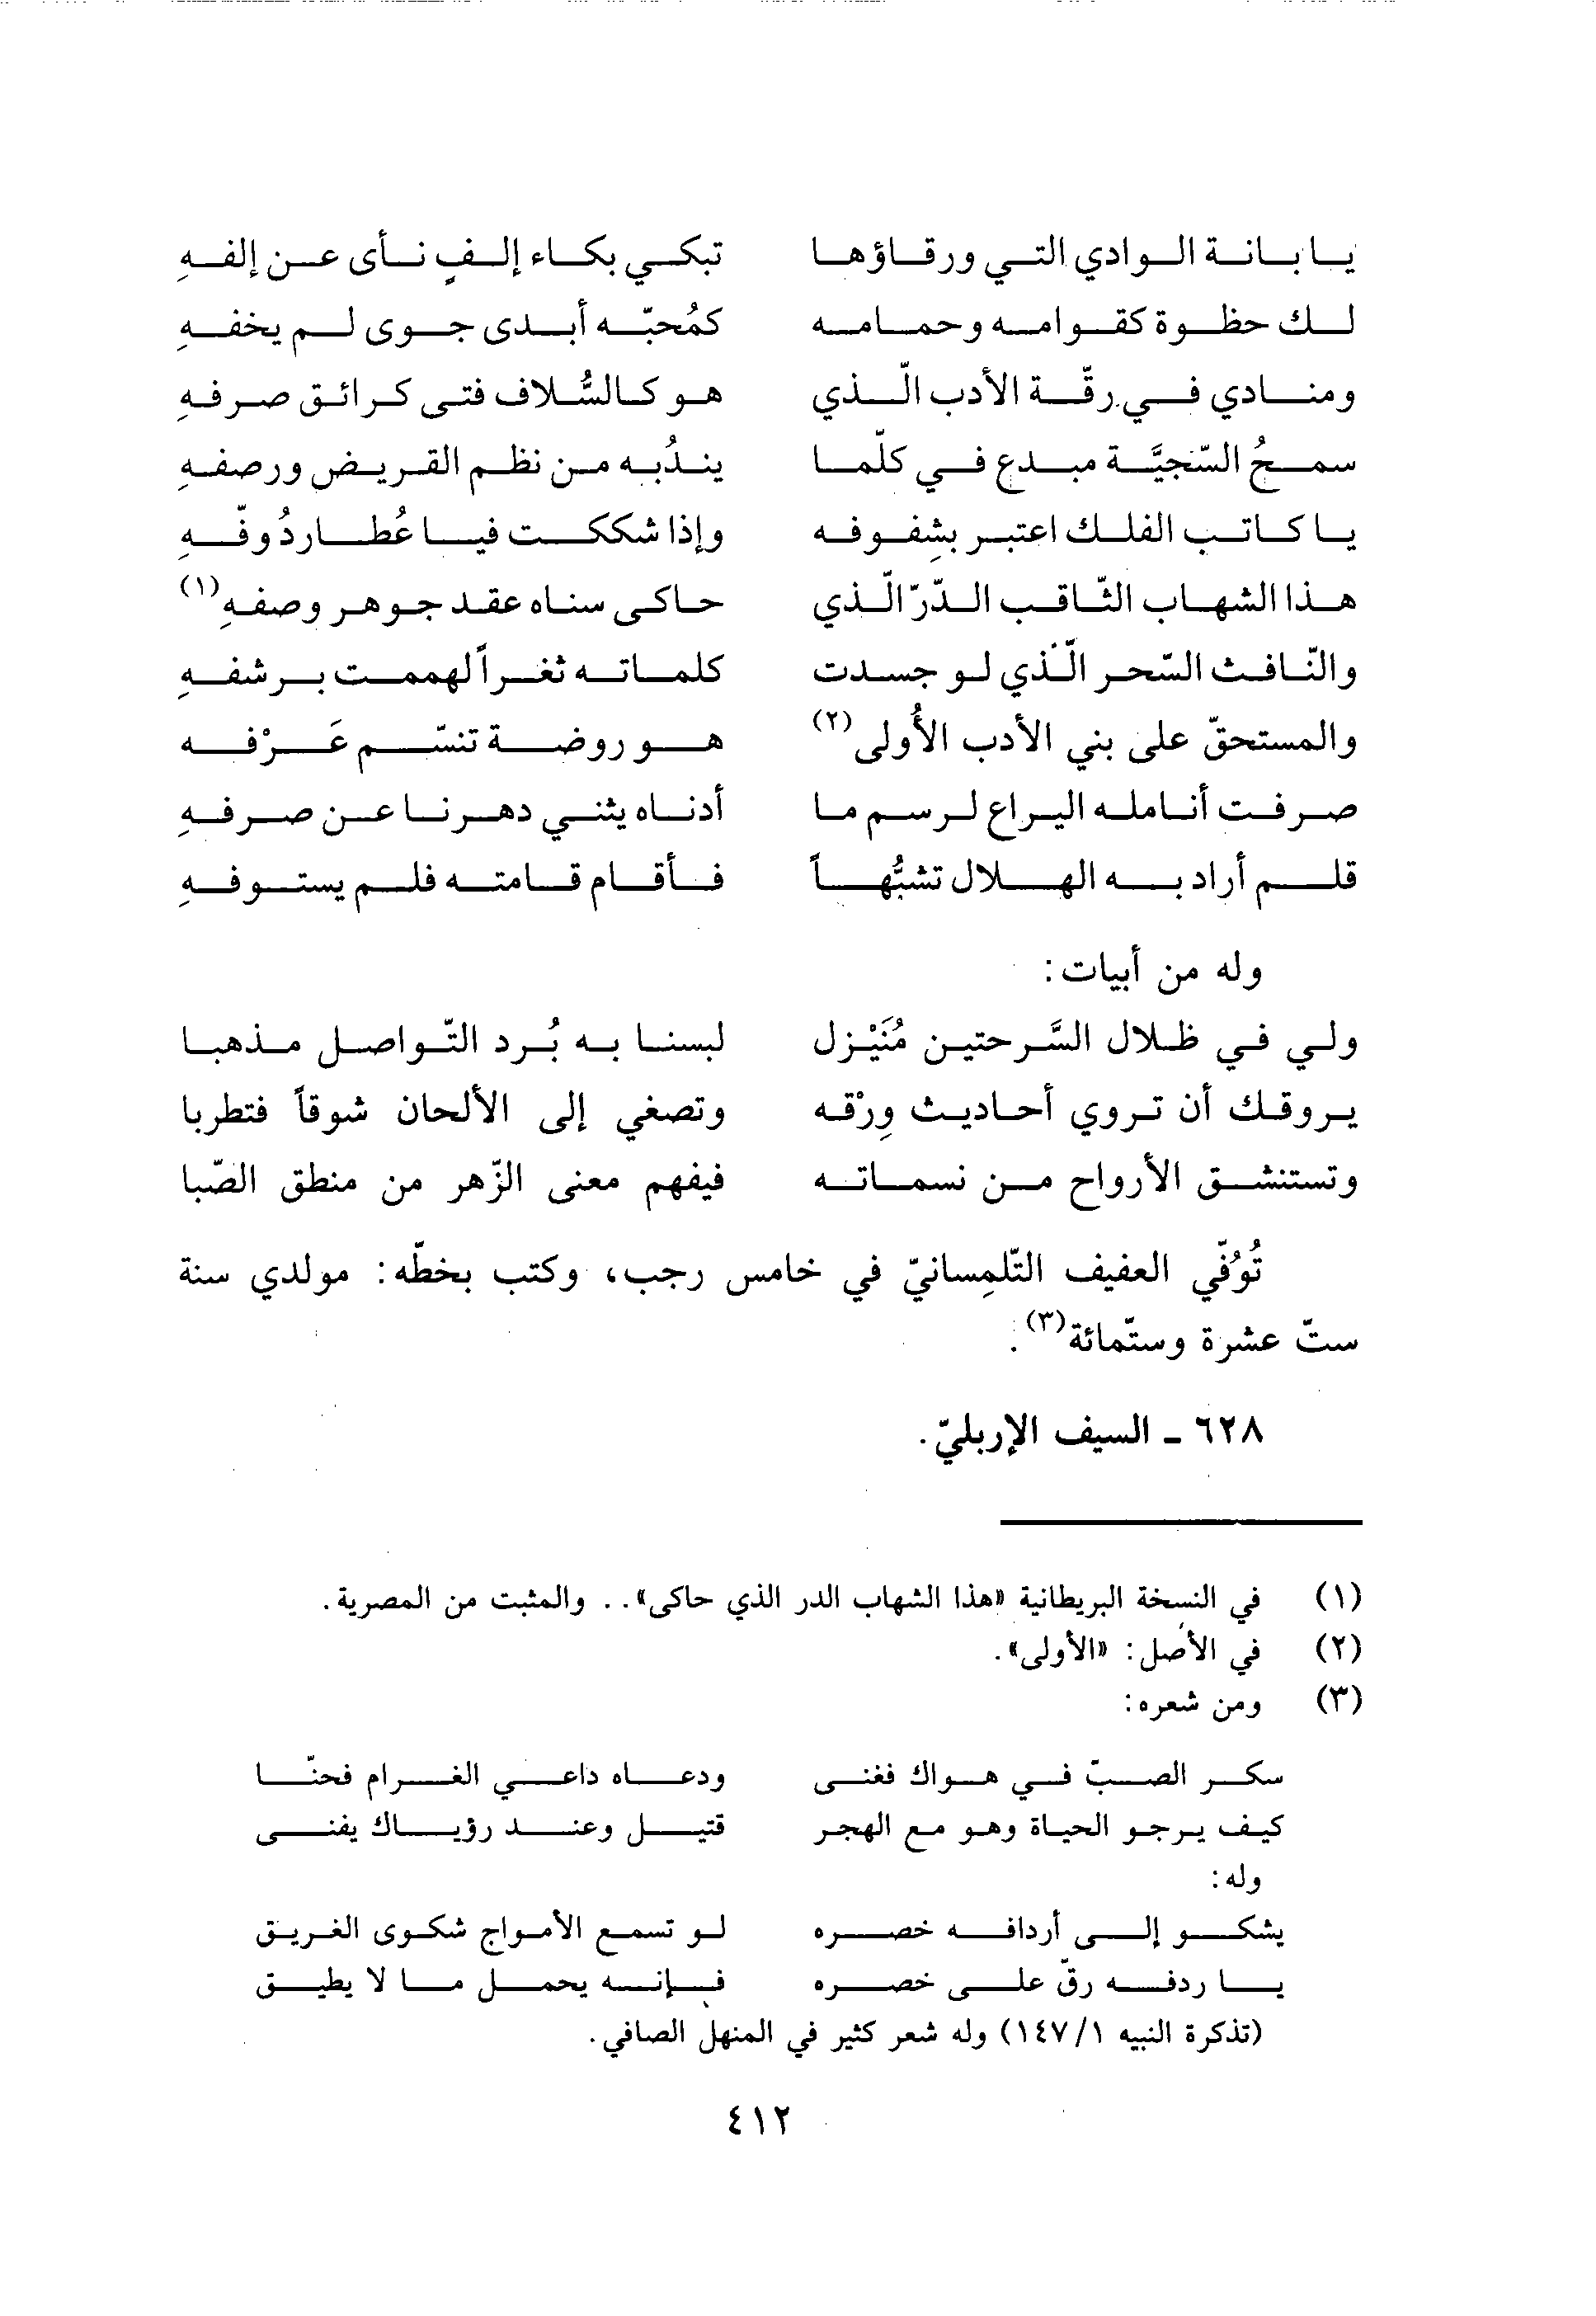 يا بانة الوادي التي ورقاؤها تبكي بكاء إلفٍ نأى عن إلفهِ
لك حظوة كقوامه وحمامه كمُحبّه أبدى جوى لم يخفهِ
ومنادي في رقّة الأدب الّذي هو كالسُّلاف فتى كرائق صرفهِ
سمحُ السّجيَّة مبدع في كلّما يندُبه من نظم القريض ورصفهِ
يا كاتب الفلك اعتبر بشِفوفه وإذا شككت فيا عُطاردُ وفّهِ
هذا الشهاب الثّاقب الدّرّ الّذي حاكى سناه عقد جوهر وصفهِ(١)
والنّافث السّحر الّذي لو جسدت كلماته ثغراً لهممت برشفهِ
والمستحقّ على بني الأدب الأُولى(٢) هو روضة تنسّم عَرْفه
صرفت أنامله اليراع لرسم ما أدناه يثني دهرنا عن صرفهِ
قلم أراد به الهلال تشبُّهاً فأقام قامته فلم يستوفهِ
وله من أبيات:
ولي في ظلال السَّرحتين مُنَيْزل لبسنا به بُرد التّواصل مذهبا
يروقك أن تروي أحاديث وِرْقه وتصغي إلى الألحان شوقاً فتطربا
وتستنشق الأرواح من نسماته فيفهم معنى الزّهر من منطق الصّبا
تُوُفّي العفيف التّلمِسانيّ في خامس رجب، وكتب بخطّه: مولدي سنة
ستّ عشرة وستّمائة(٣).
٦٢٨ - السيف الإربليّ.
(١) في النسخة البريطانية «هذا الشهاب الدر الذي حاكى».. والمثبت من المصرية.
(٢) في الأصل: «الأولى».
(٣) ومن شعره:
سكر الصبّ في هواك فغنى ودعاه داعي الغرام فحنّا
كيف يرجو الحياة وهو مع الهجر قتيل وعند رؤياك يفنى
وله:
يشكو إلى أردافه خصره لو تسمع الأمواج شكوى الغريق
يا ردفه رقّ على خصره فإنه يحمل ما لا يطيق
(تذكرة النبيه ١/١٤٧) وله شعر كثير في المنهل الصافي.
٤١٢